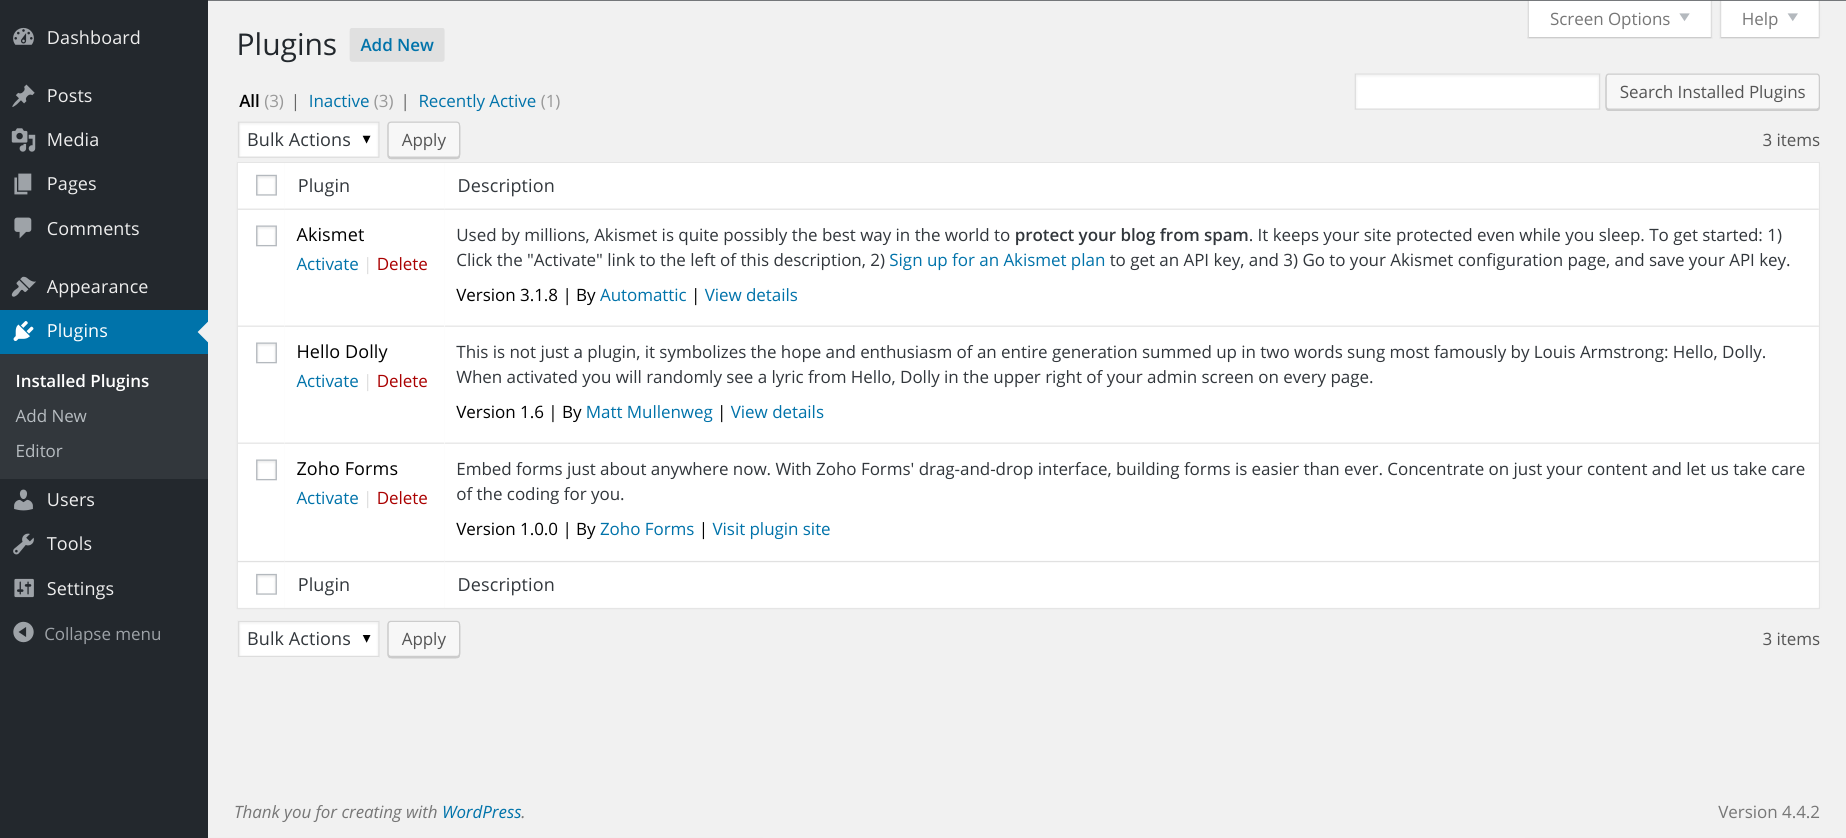 Dashboard
Posts
Media
Pages
Comments
Appearance
Plugins
Installed Plugins
Add New
Editor
Users
Tools
Settings
Collapse menu
Screen Options ▼
Help ▼
Plugins Add New
All (3) | Inactive (3) | Recently Active (1)
Search Installed Plugins
Bulk Actions ▼ Apply
3 items
Plugin Description
Akismet
Activate | Delete
Used by millions, Akismet is quite possibly the best way in the world to protect your blog from spam. It keeps your site protected even while you sleep. To get started: 1)
Click the "Activate" link to the left of this description, 2) Sign up for an Akismet plan to get an API key, and 3) Go to your Akismet configuration page, and save your API key.
Version 3.1.8 | By Automattic | View details
Hello Dolly
Activate | Delete
This is not just a plugin, it symbolizes the hope and enthusiasm of an entire generation summed up in two words sung most famously by Louis Armstrong: Hello, Dolly.
When activated you will randomly see a lyric from Hello, Dolly in the upper right of your admin screen on every page.
Version 1.6 | By Matt Mullenweg | View details
Zoho Forms
Activate | Delete
Embed forms just about anywhere now. With Zoho Forms' drag-and-drop interface, building forms is easier than ever. Concentrate on just your content and let us take care
of the coding for you.
Version 1.0.0 | By Zoho Forms | Visit plugin site
Plugin Description
Bulk Actions ▼ Apply
3 items
Thank you for creating with WordPress.
Version 4.4.2